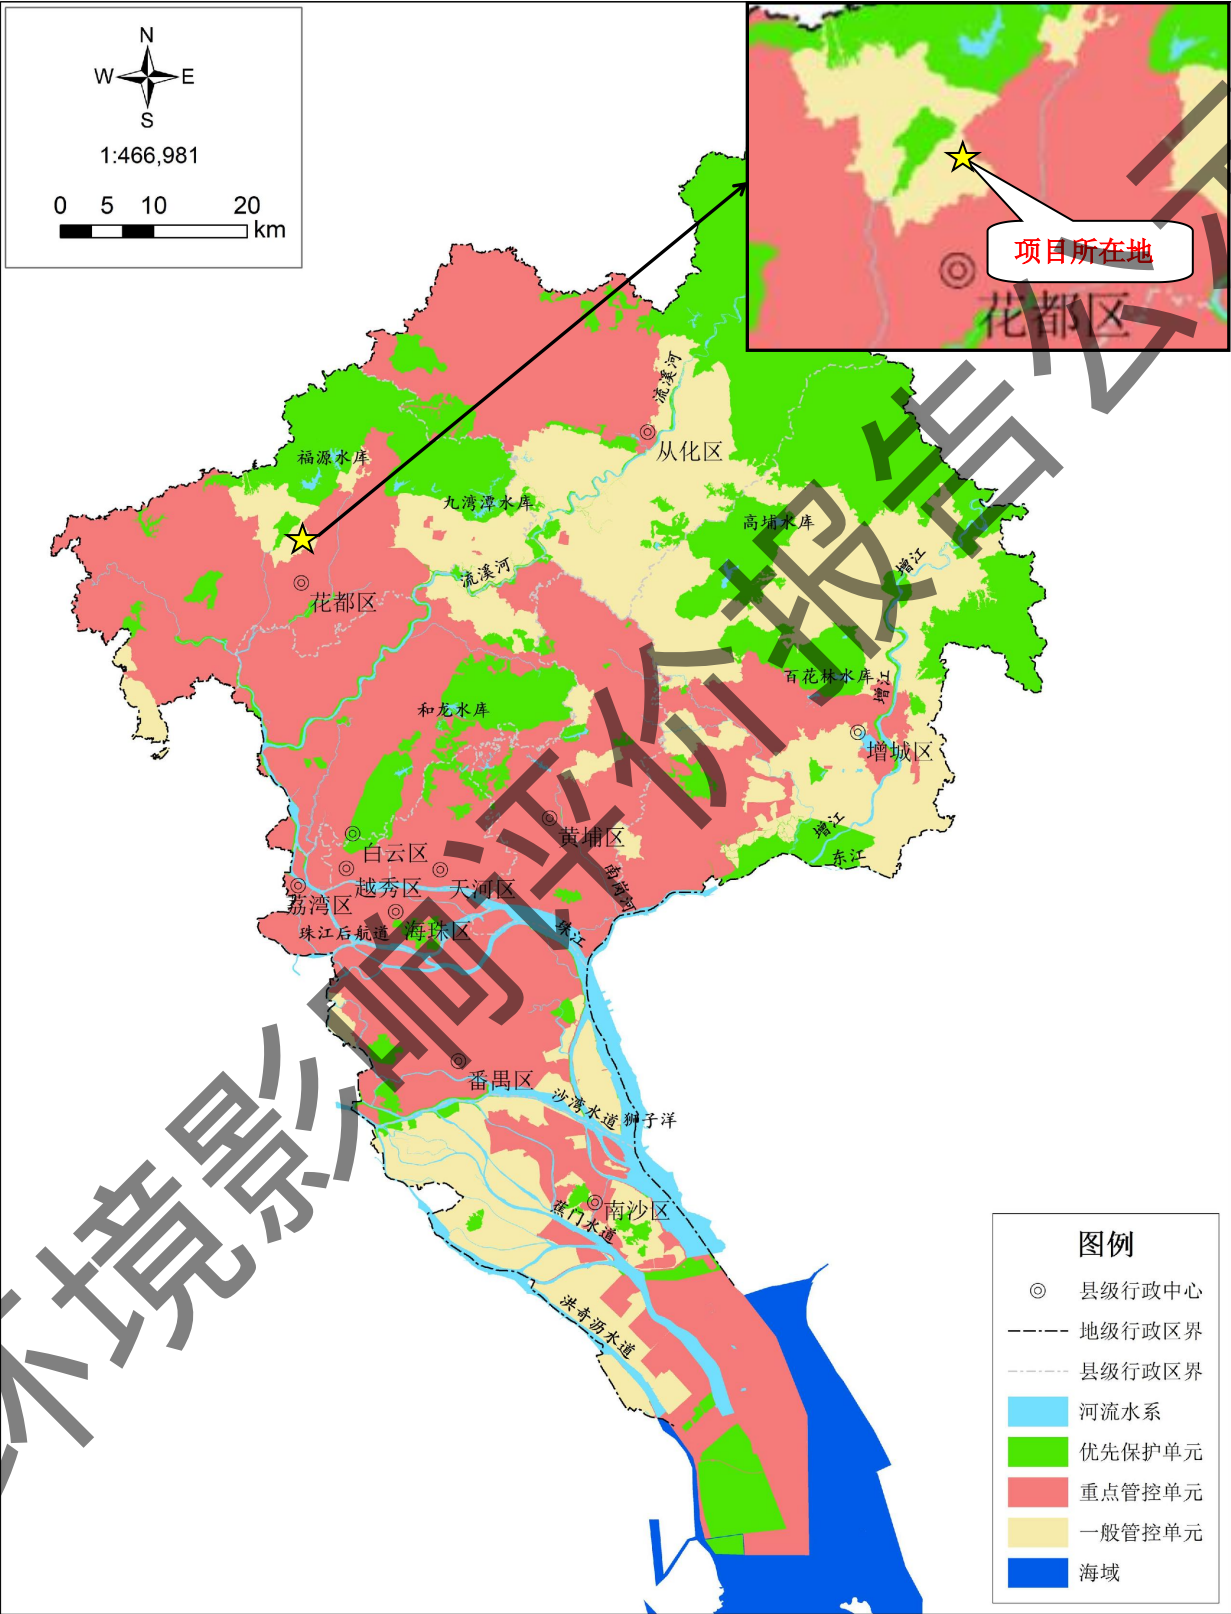 N
W E
S
1:466,981
0 5 10 20 km
项目所在地
花都区
流溪河
从化区
福源水库
九湾潭水库
高埔水库
增江
流溪河
花都区
百花林水库
增江
和龙水库
增城区
增江
东江
黄埔区
白云区
越秀区
天河区
南岗河
荔湾区
海珠区
珠江后航道
珠江
番禺区
沙湾水道
狮子洋
南沙区
蕉门水道
洪奇沥水道
图例
县级行政中心
地级行政区界
县级行政区界
河流水系
优先保护单元
重点管控单元
一般管控单元
海域
环境影响评价报告公示